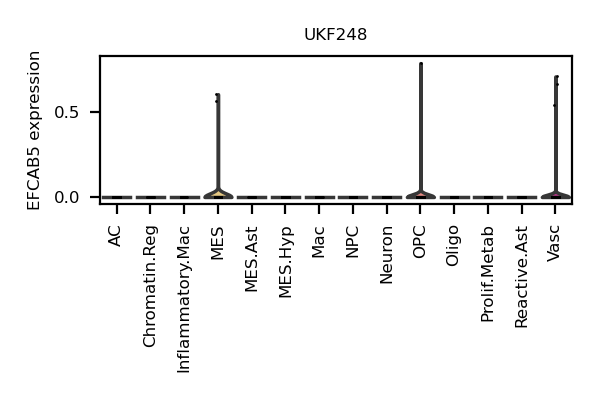 UKF248
EFCAB5 expression
0.5
0.0
AC
Chromatin.Reg
Inflammatory.Mac
MES
MES.Ast
MES.Hyp
Mac
NPC
Neuron
OPC
Oligo
Prolif.Metab
Reactive.Ast
Vasc